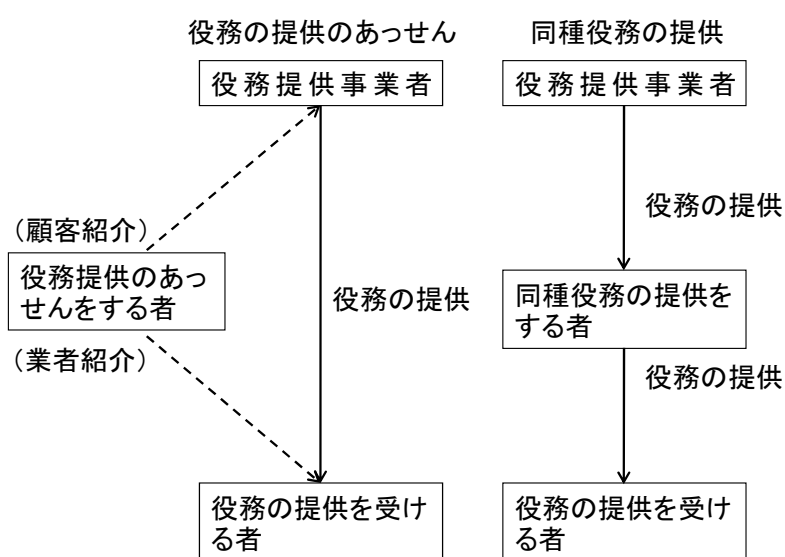 役務の提供のあっせん
同種役務の提供
役務提供事業者
役務提供事業者
役務の提供
(顧客紹介)
役務提供のあっ
せんをする者
役務の提供
同種役務の提供を
する者
(業者紹介)
役務の提供
役務の提供を受け
る者
役務の提供を受け
る者